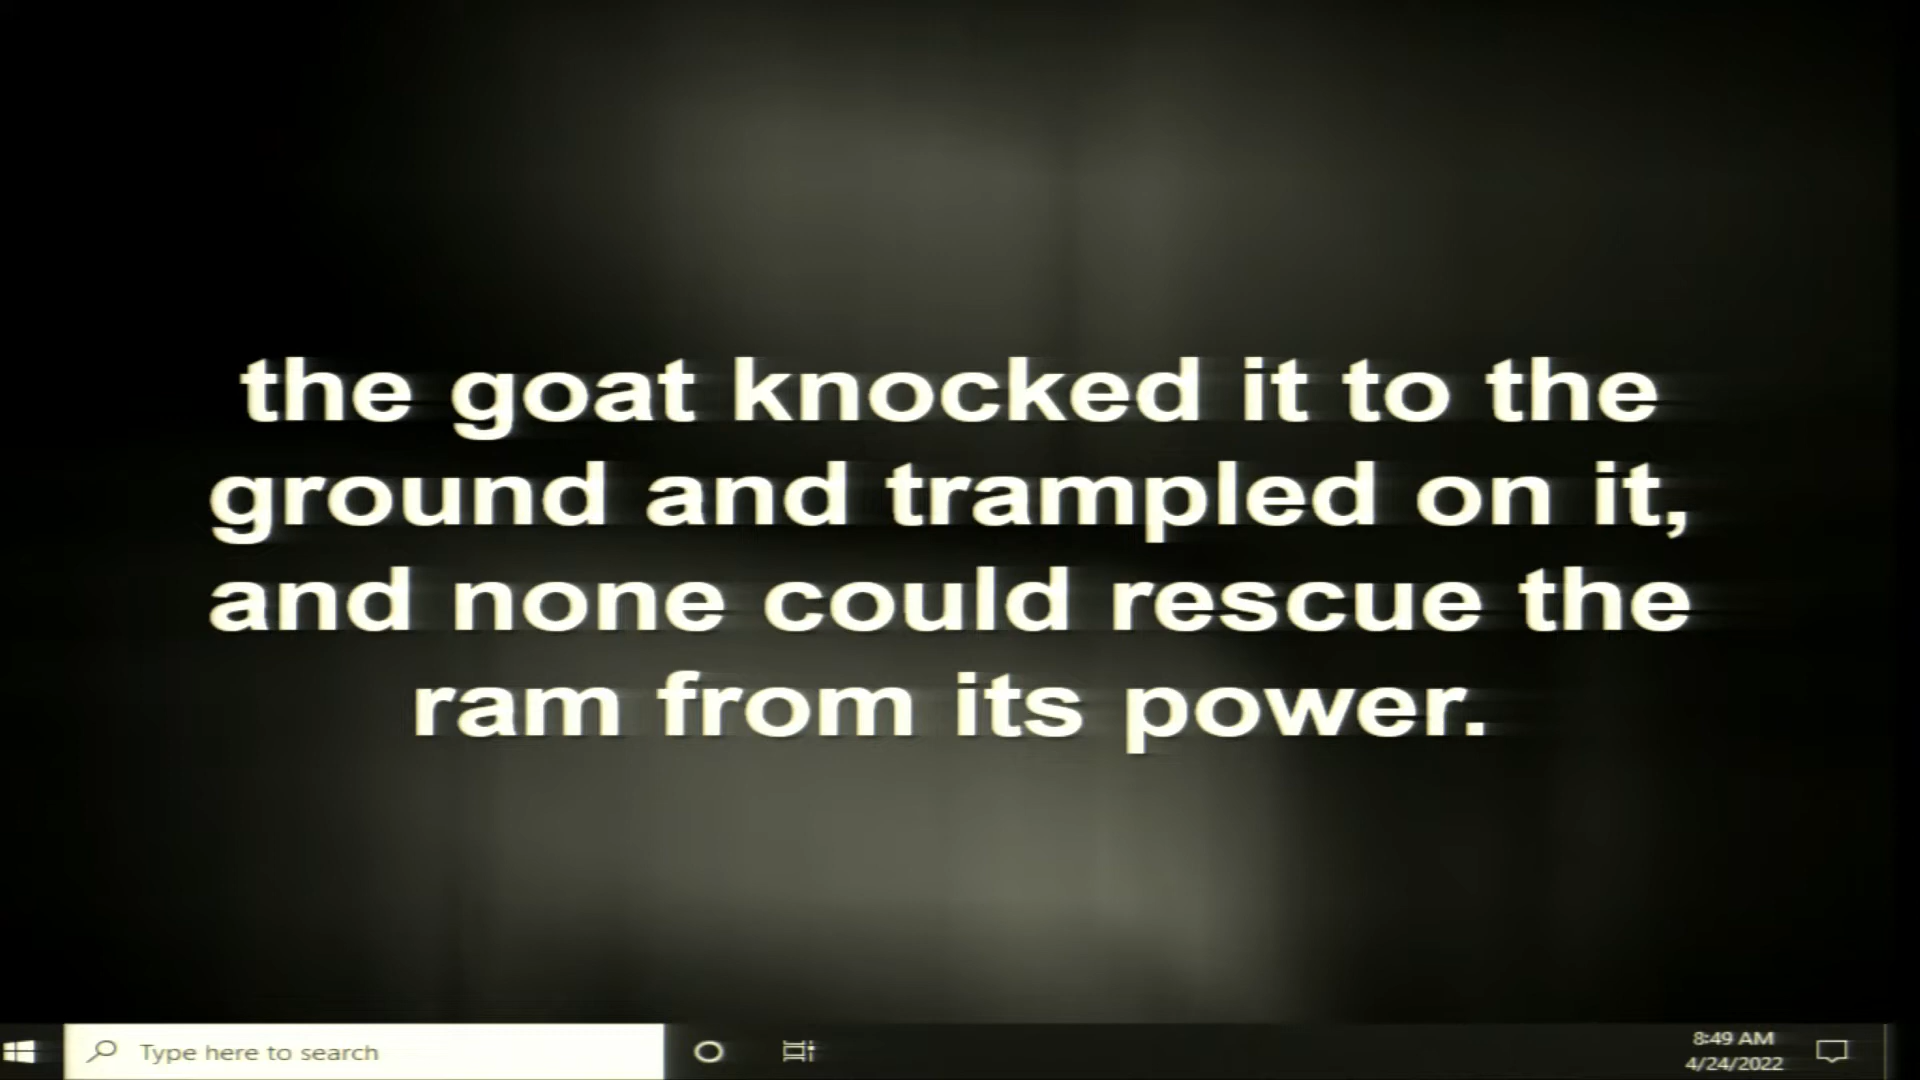 the goat knocked it to the
ground and trampled on it,
and none could rescue the
ram from its power.
Type here to search
8:49 AM
4/24/2022